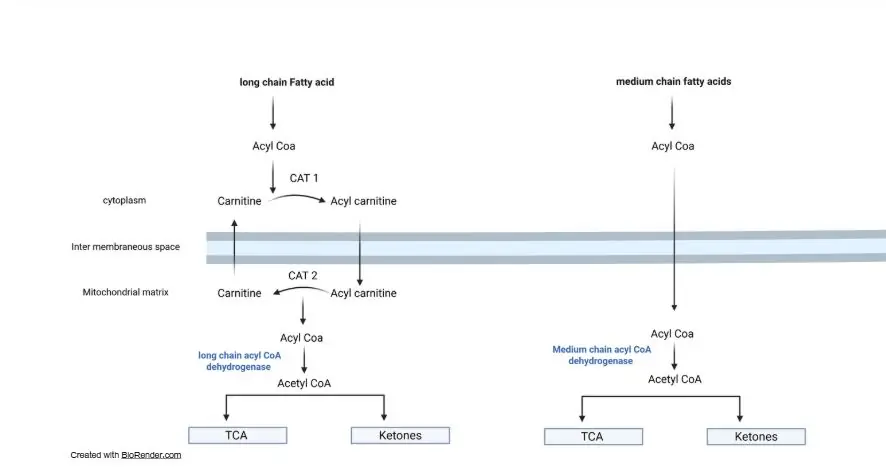 long chain Fatty acid
medium chain fatty acids
Acyl Coa
Acyl Coa
CAT 1
cytoplasm
Carnitine
Acyl carnitine
Inter membraneous space
CAT 2
Mitochondrial matrix
Carnitine
Acyl carnitine
Acyl Coa
Acyl Coa
long chain acyl CoA
dehydrogenase
Medium chain acyl CoA
dehydrogenase
Acetyl CoA
Acetyl CoA
TCA
Ketones
TCA
Ketones
Created with BioRender.com